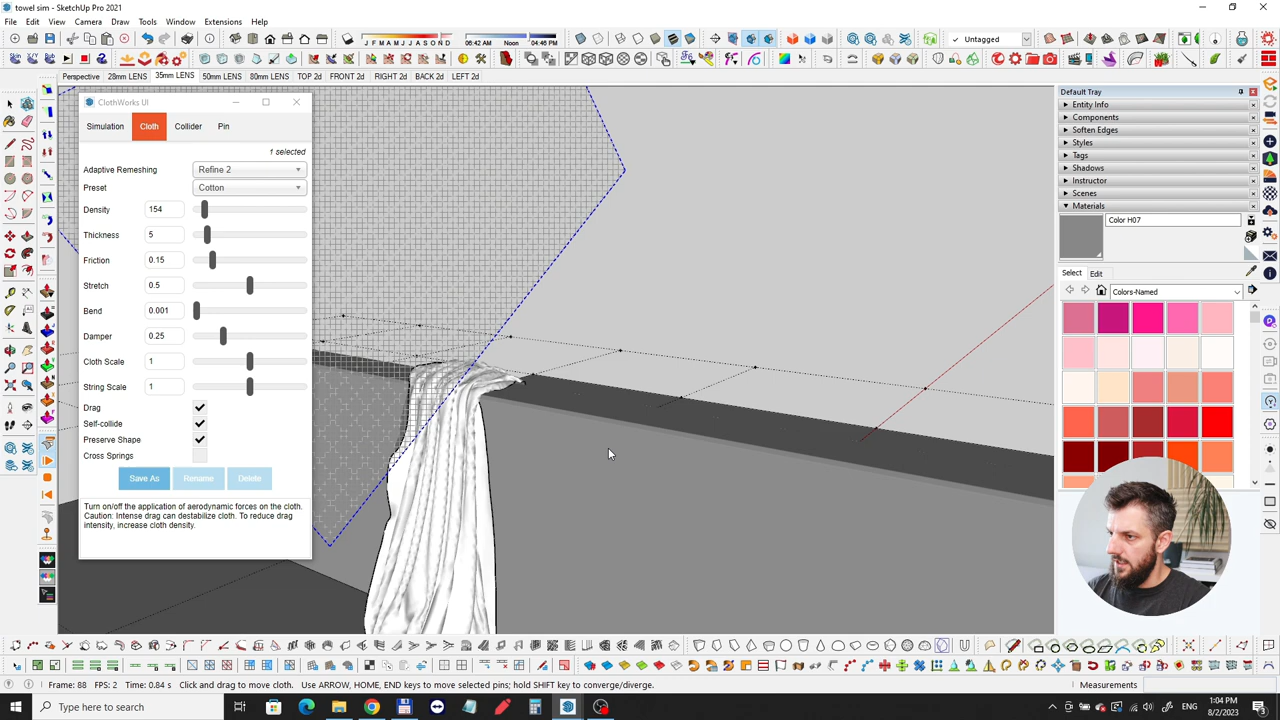 towel sim - SketchUp Pro 2021
File Edit View Camera Draw Tools Window Extensions Help
J F M A M J J A S O N D 06:42 AM Noon 04:46 PM
Untagged
Perspective 28mm LENS 35mm LENS 50mm LENS 80mm LENS TOP 2d FRONT 2D RIGHT 2d BACK 2D LEFT 2D
ClothWorks UI
Simulation Cloth Collider Pin
1 selected
Adaptive Remeshing Refine 2
Preset Cotton
Density 154
Thickness 5
Friction 0.15
Stretch 0.5
Bend 0.001
Damper 0.25
Cloth Scale 1
String Scale 1
Drag
Self-collide
Preserve Shape
Cross Springs
Save As Rename Delete
Turn on/off the application of aerodynamic forces on the cloth.
Caution: Intense drag can destabilize cloth. To reduce drag
intensity, increase cloth density.
Default Tray
Entity Info
Components
Soften Edges
Styles
Tags
Shadows
Instructor
Scenes
Materials
Color H07
Select Edit
Colors-Named
Frame: 88 FPS: 2 Time: 0.84 s Click and drag to move cloth. Use ARROW, HOME, END keys to move selected pins; hold SHIFT key to converge/diverge.
Measurements
Type here to search
1:04 PM
8/2/2023